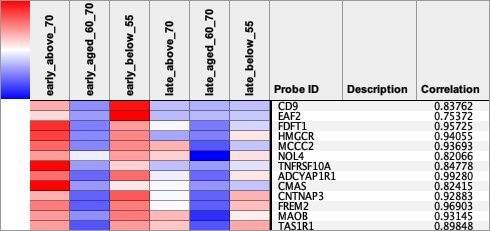 early_above_70
early_aged_60_70
early_below_55
late_above_70
late_aged_60_70
late_below_55
Probe ID Description Correlation
CD9 0.83762
EAF2 0.75372
FDFT1 0.95725
HMGCR 0.94055
MCCC2 0.93693
NOL4 0.82066
TNFRSF10A 0.84778
ADCYAP1R1 0.99280
CMAS 0.82415
CNTNAP3 0.92883
FREM2 0.96903
MAOB 0.93145
TAS1R1 0.89848